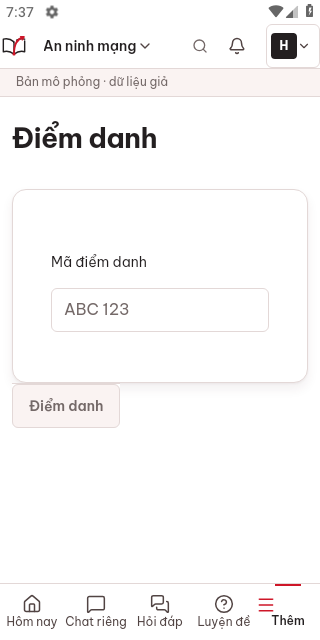 7:37
An ninh mạng
H
Bản mô phỏng · dữ liệu giả
Điểm danh
Mã điểm danh
ABC 123
Điểm danh
Hôm nay
Chat riêng
Hỏi đáp
Luyện đề
Thêm